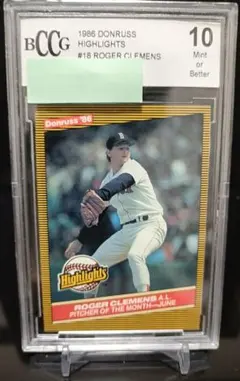 BCCG
1986 DONRUSS
HIGHLIGHTS
#18 ROGER CLEMENS
10
Mint
or
Better
Donruss '86
Highlights
ROGER CLEMENS A.L.
PITCHER OF THE MONTH—JUNE